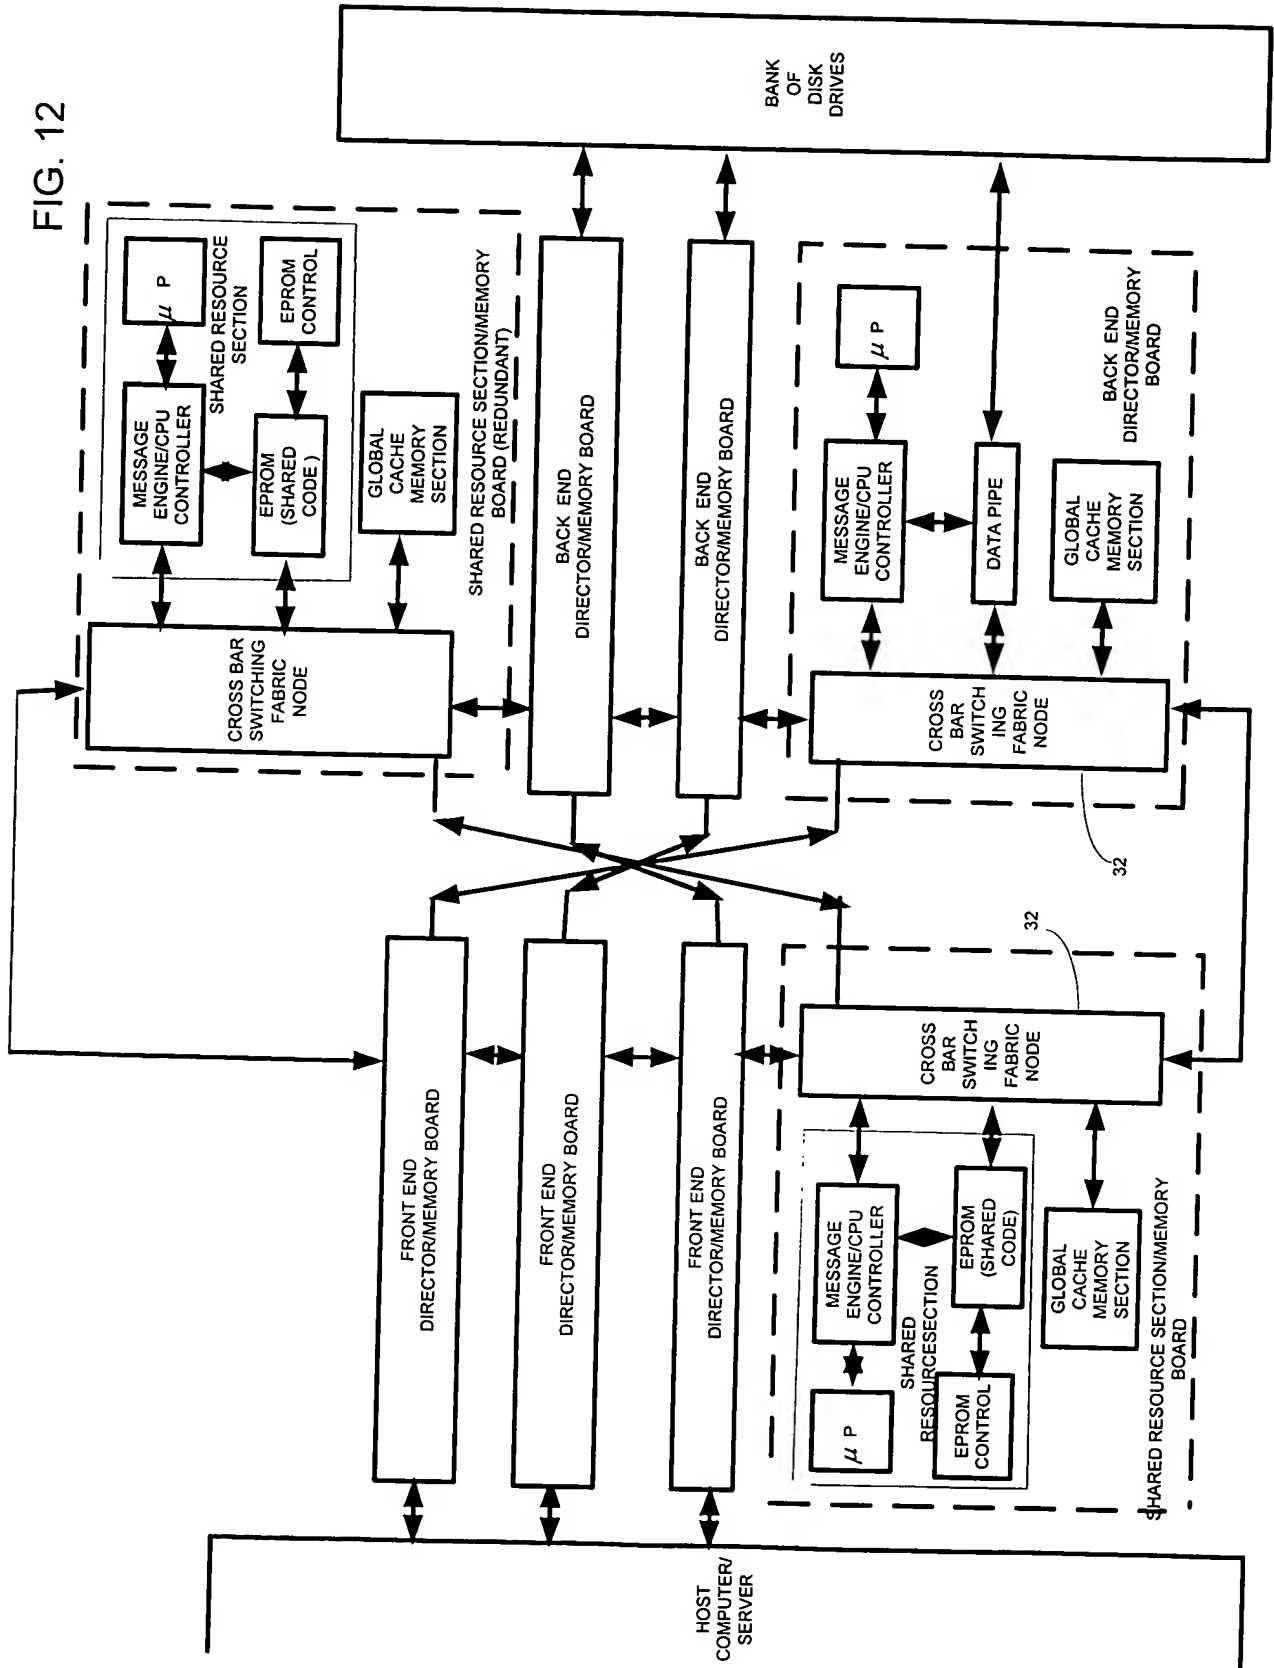 FIG. 12
HOST
COMPUTER/
SERVER
FRONT END
DIRECTOR/MEMORY BOARD
FRONT END
DIRECTOR/MEMORY BOARD
FRONT END
DIRECTOR/MEMORY BOARD
μ P
MESSAGE
ENGINE/CPU
CONTROLLER
SHARED
RESOURCESECTION
EPROM
CONTROL
EPROM
(SHARED
CODE)
GLOBAL
CACHE
MEMORY
SECTION
SHARED RESOURCE SECTION/MEMORY
BOARD
CROSS
BAR
SWITCH
ING
FABRIC
NODE
32
CROSS BAR
SWITCHING
FABRIC
NODE
MESSAGE
ENGINE/CPU
CONTROLLER
μ P
SHARED RESOURCE
SECTION
EPROM
(SHARED
CODE )
EPROM
CONTROL
GLOBAL
CACHE
MEMORY
SECTION
SHARED RESOURCE SECTION/MEMORY
BOARD (REDUNDANT)
BACK END
DIRECTOR/MEMORY BOARD
BACK END
DIRECTOR/MEMORY BOARD
CROSS
BAR
SWITCH
ING
FABRIC
NODE
32
MESSAGE
ENGINE/CPU
CONTROLLER
μ P
DATA PIPE
GLOBAL
CACHE
MEMORY
SECTION
BACK END
DIRECTOR/MEMORY
BOARD
BANK
OF
DISK
DRIVES